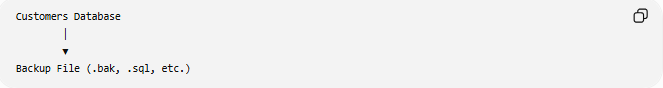 Customers Database
│
▼
Backup File (.bak, .sql, etc.)